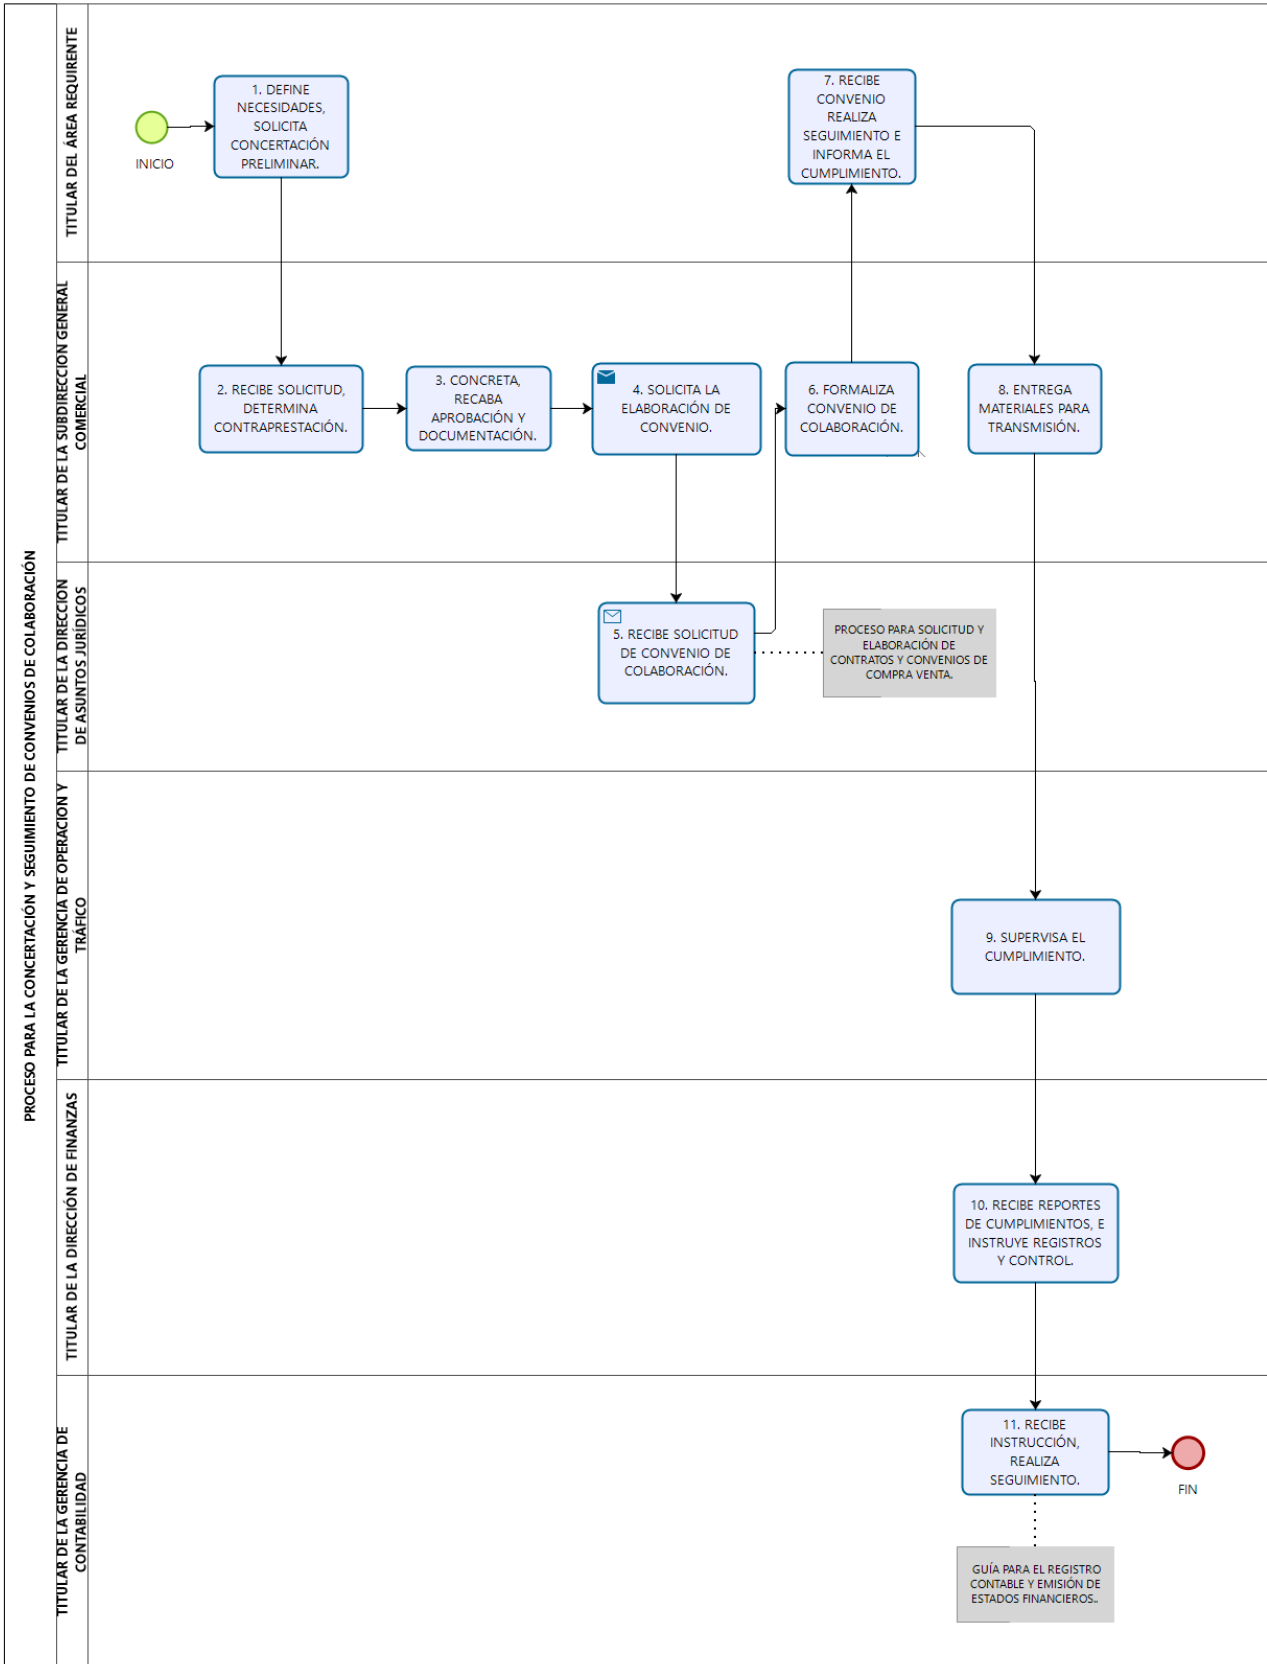 PROCESO PARA LA CONCERTACIÓN Y SEGUIMIENTO DE CONVENIOS DE COLABORACIÓN
TITULAR DEL ÁREA REQUIRENTE
INICIO
1. DEFINE
NECESIDADES,
SOLICITA
CONCERTACIÓN
PRELIMINAR.
7. RECIBE
CONVENIO
REALIZA
SEGUIMIENTO E
INFORMA EL
CUMPLIMIENTO.
TITULAR DE LA SUBDIRECCION GENERAL
COMERCIAL
2. RECIBE SOLICITUD,
DETERMINA
CONTRAPRESTACIÓN.
3. CONCRETA,
RECABA
APROBACIÓN Y
DOCUMENTACIÓN.
4. SOLICITA LA
ELABORACIÓN DE
CONVENIO.
6. FORMALIZA
CONVENIO DE
COLABORACIÓN.
8. ENTREGA
MATERIALES PARA
TRANSMISIÓN.
TITULAR DE LA DIRECCION
DE ASUNTOS JURÍDICOS
5. RECIBE SOLICITUD
DE CONVENIO DE
COLABORACIÓN.
PROCESO PARA SOLICITUD Y
ELABORACIÓN DE
CONTRATOS Y CONVENIOS DE
COMPRA VENTA.
TITULAR DE LA GERENCIA DE OPERACION Y
TRÁFICO
9. SUPERVISA EL
CUMPLIMIENTO.
TITULAR DE LA DIRECCIÓN DE FINANZAS
10. RECIBE REPORTES
DE CUMPLIMIENTOS, E
INSTRUYE REGISTROS
Y CONTROL.
TITULAR DE LA GERENCIA DE
CONTABILIDAD
11. RECIBE
INSTRUCCIÓN,
REALIZA
SEGUIMIENTO.
FIN
GUÍA PARA EL REGISTRO
CONTABLE Y EMISIÓN DE
ESTADOS FINANCIEROS..